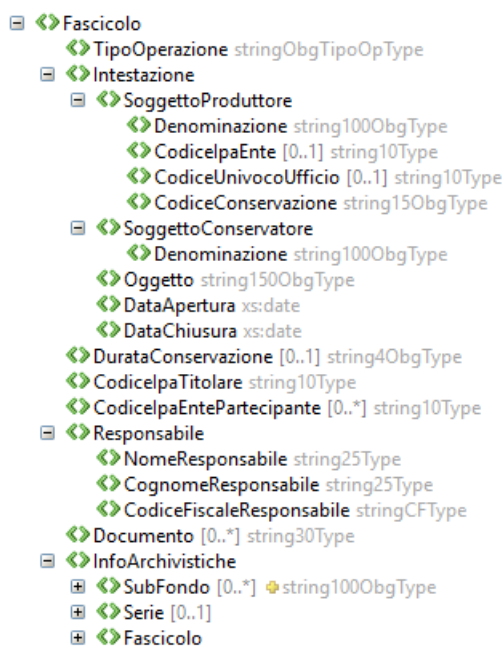 Fascicolo
TipoOperazione stringObgTipoOpType
Intestazione
SoggettoProduttore
Denominazione string100ObgType
CodiceIpaEnte [0..1] string10Type
CodiceUnivocoUfficio [0..1] string10Type
CodiceConservazione string15ObgType
SoggettoConservatore
Denominazione string100ObgType
Oggetto string150ObgType
DataApertura xs:date
DataChiusura xs:date
DurataConservazione [0..1] string4ObgType
CodiceIpaTitolare string10Type
CodiceIpaEntePartecipante [0..*] string10Type
Responsabile
NomeResponsabile string25Type
CognomeResponsabile string25Type
CodiceFiscaleResponsabile stringCFType
Documento [0..*] string30Type
InfoArchivistiche
SubFondo [0..*] string100ObgType
Serie [0..1]
Fascicolo